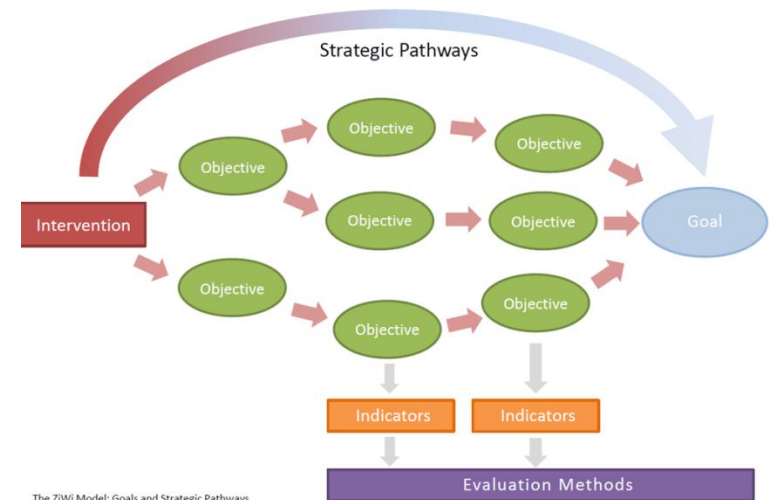 Strategic Pathways
Objective
Objective
Objective
Intervention
Objective
Objective
Goal
Objective
Objective
Objective
Indicators
Indicators
Evaluation Methods
The ZiWi Model: Goals and Strategic Pathways